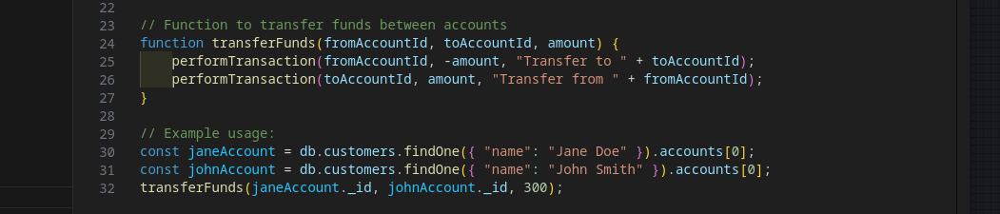 22
23 // Function to transfer funds between accounts
24 function transferFunds(fromAccountId, toAccountId, amount) {
25     performTransaction(fromAccountId, -amount, "Transfer to " + toAccountId);
26     performTransaction(toAccountId, amount, "Transfer from " + fromAccountId);
27 }
28
29 // Example usage:
30 const janeAccount = db.customers.findOne({ "name": "Jane Doe" }).accounts[0];
31 const johnAccount = db.customers.findOne({ "name": "John Smith" }).accounts[0];
32 transferFunds(janeAccount._id, johnAccount._id, 300);